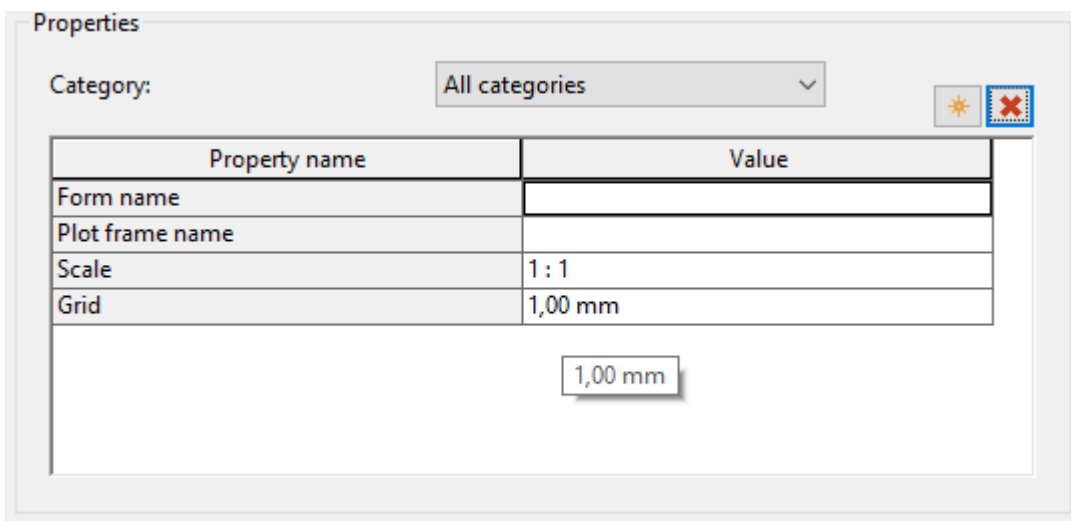 Properties
Category: All categories
Property name Value
Form name
Plot frame name
Scale 1 : 1
Grid 1,00 mm
1,00 mm